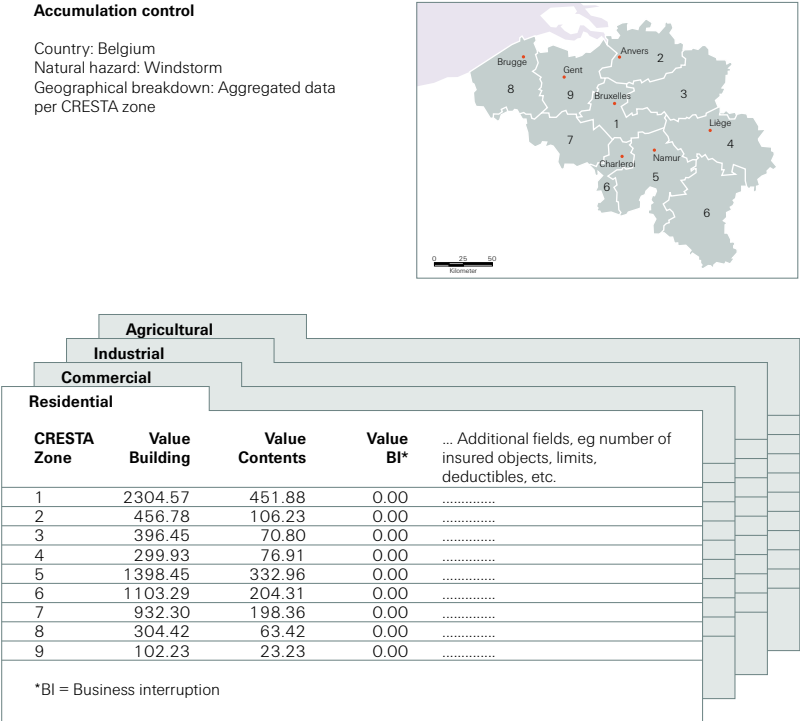 Accumulation control
Country: Belgium
Natural hazard: Windstorm
Geographical breakdown: Aggregated data
per CRESTA zone
Brugge
Gent
Anvers
2
8
9
Bruxelles
3
1
7
Liège
4
Charleroi
Namur
5
6
6
0 25 50
Kilometer
Agricultural
Industrial
Commercial
Residential
CRESTA Value Value Value ... Additional fields, eg number of
Zone Building Contents BI* insured objects, limits,
deductibles, etc.
1 2304.57 451.88 0.00 ..............
2 456.78 106.23 0.00 ..............
3 396.45 70.80 0.00 ..............
4 299.93 76.91 0.00 ..............
5 1398.45 332.96 0.00 ..............
6 1103.29 204.31 0.00 ..............
7 932.30 198.36 0.00 ..............
8 304.42 63.42 0.00 ..............
9 102.23 23.23 0.00 ..............
*BI = Business interruption